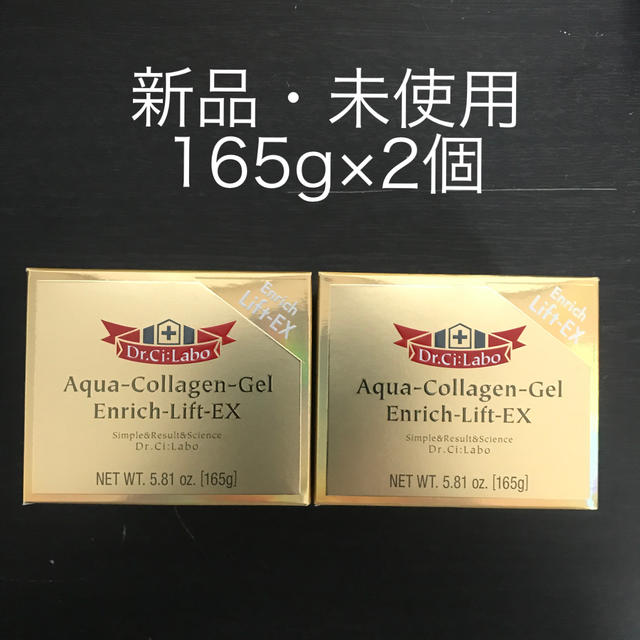 新品・未使用
165g×2個
Enrich
Lift-EX
Dr.Ci:Labo
Aqua-Collagen-Gel
Enrich-Lift-EX
Simple&Result&Science
Dr.Ci:Labo
NET WT. 5.81 oz. [165g]
Enrich
Lift-EX
Dr.Ci:Labo
Aqua-Collagen-Gel
Enrich-Lift-EX
Simple&Result&Science
Dr.Ci:Labo
NET WT. 5.81 oz. [165g]